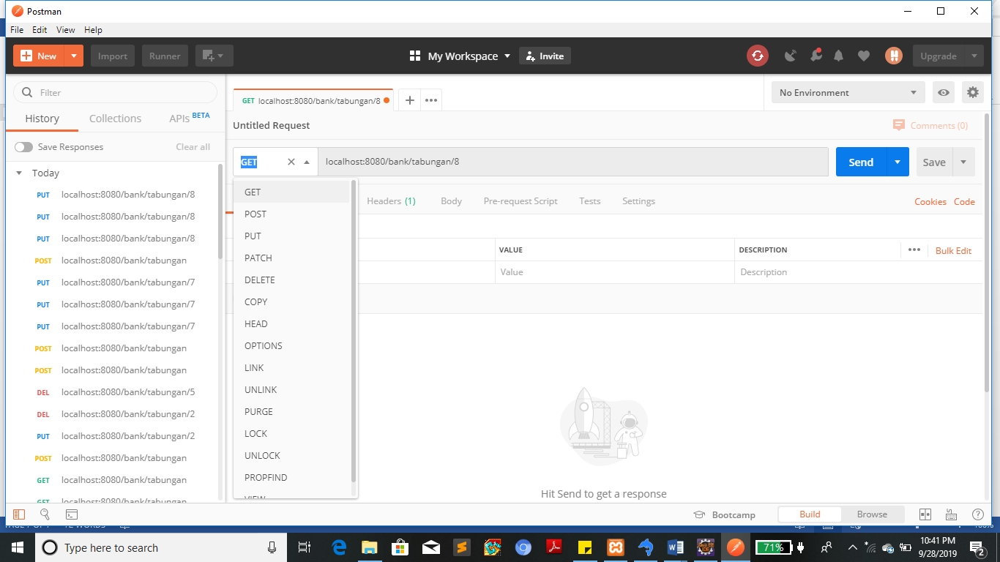 Postman
File Edit View Help
New Import Runner My Workspace Invite Upgrade
Filter
History Collections APIs BETA
Save Responses Clear all
Today
PUT localhost:8080/bank/tabungan/8
PUT localhost:8080/bank/tabungan/8
PUT localhost:8080/bank/tabungan/8
POST localhost:8080/bank/tabungan
PUT localhost:8080/bank/tabungan/7
PUT localhost:8080/bank/tabungan/7
PUT localhost:8080/bank/tabungan/7
POST localhost:8080/bank/tabungan
POST localhost:8080/bank/tabungan
DEL localhost:8080/bank/tabungan/5
DEL localhost:8080/bank/tabungan/2
PUT localhost:8080/bank/tabungan/2
POST localhost:8080/bank/tabungan
GET localhost:8080/bank/tabungan
GET localhost:8080/bank/tabungan
GET localhost:8080/bank/tabungan/8
No Environment
Untitled Request
Comments (0)
GET localhost:8080/bank/tabungan/8
Send Save
Headers (1) Body Pre-request Script Tests Settings
Cookies Code
VALUE DESCRIPTION Bulk Edit
Value Description
GET
POST
PUT
PATCH
DELETE
COPY
HEAD
OPTIONS
LINK
UNLINK
PURGE
LOCK
UNLOCK
PROPFIND
VIEW
Hit Send to get a response
Bootcamp Build Browse
Type here to search
71%
10:41 PM
9/28/2019
2